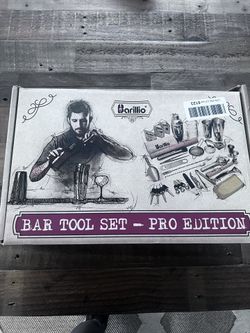 Barillio
BAR TOOL SET - PRO EDITION